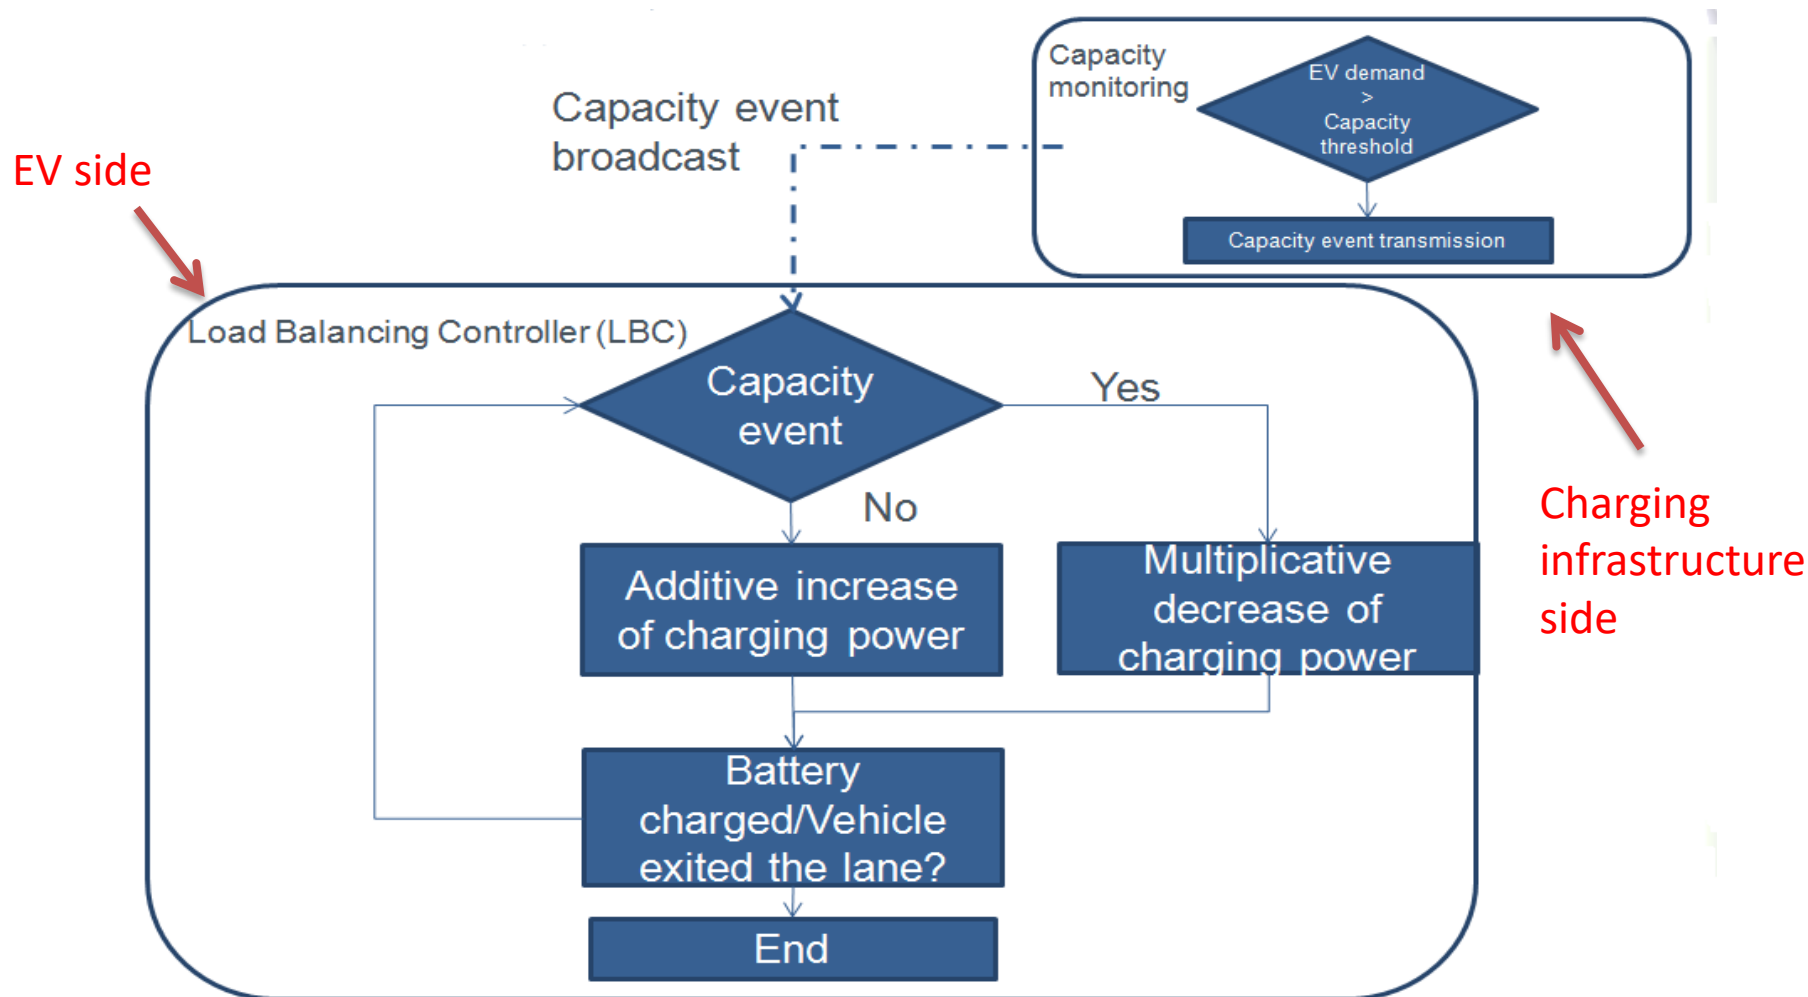 Capacity
monitoring
EV demand
>
Capacity
threshold
Capacity event transmission
Capacity event
broadcast
EV side
Load Balancing Controller (LBC)
Capacity
event
Yes
No
Additive increase
of charging power
Multiplicative
decrease of
charging power
Charging
infrastructure
side
Battery
charged/Vehicle
exited the lane?
End